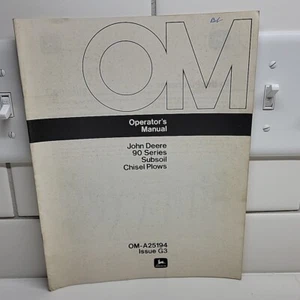 OM
Operator's
Manual
John Deere
90 Series
Subsoil
Chisel Plows
OM-A25194
Issue G3